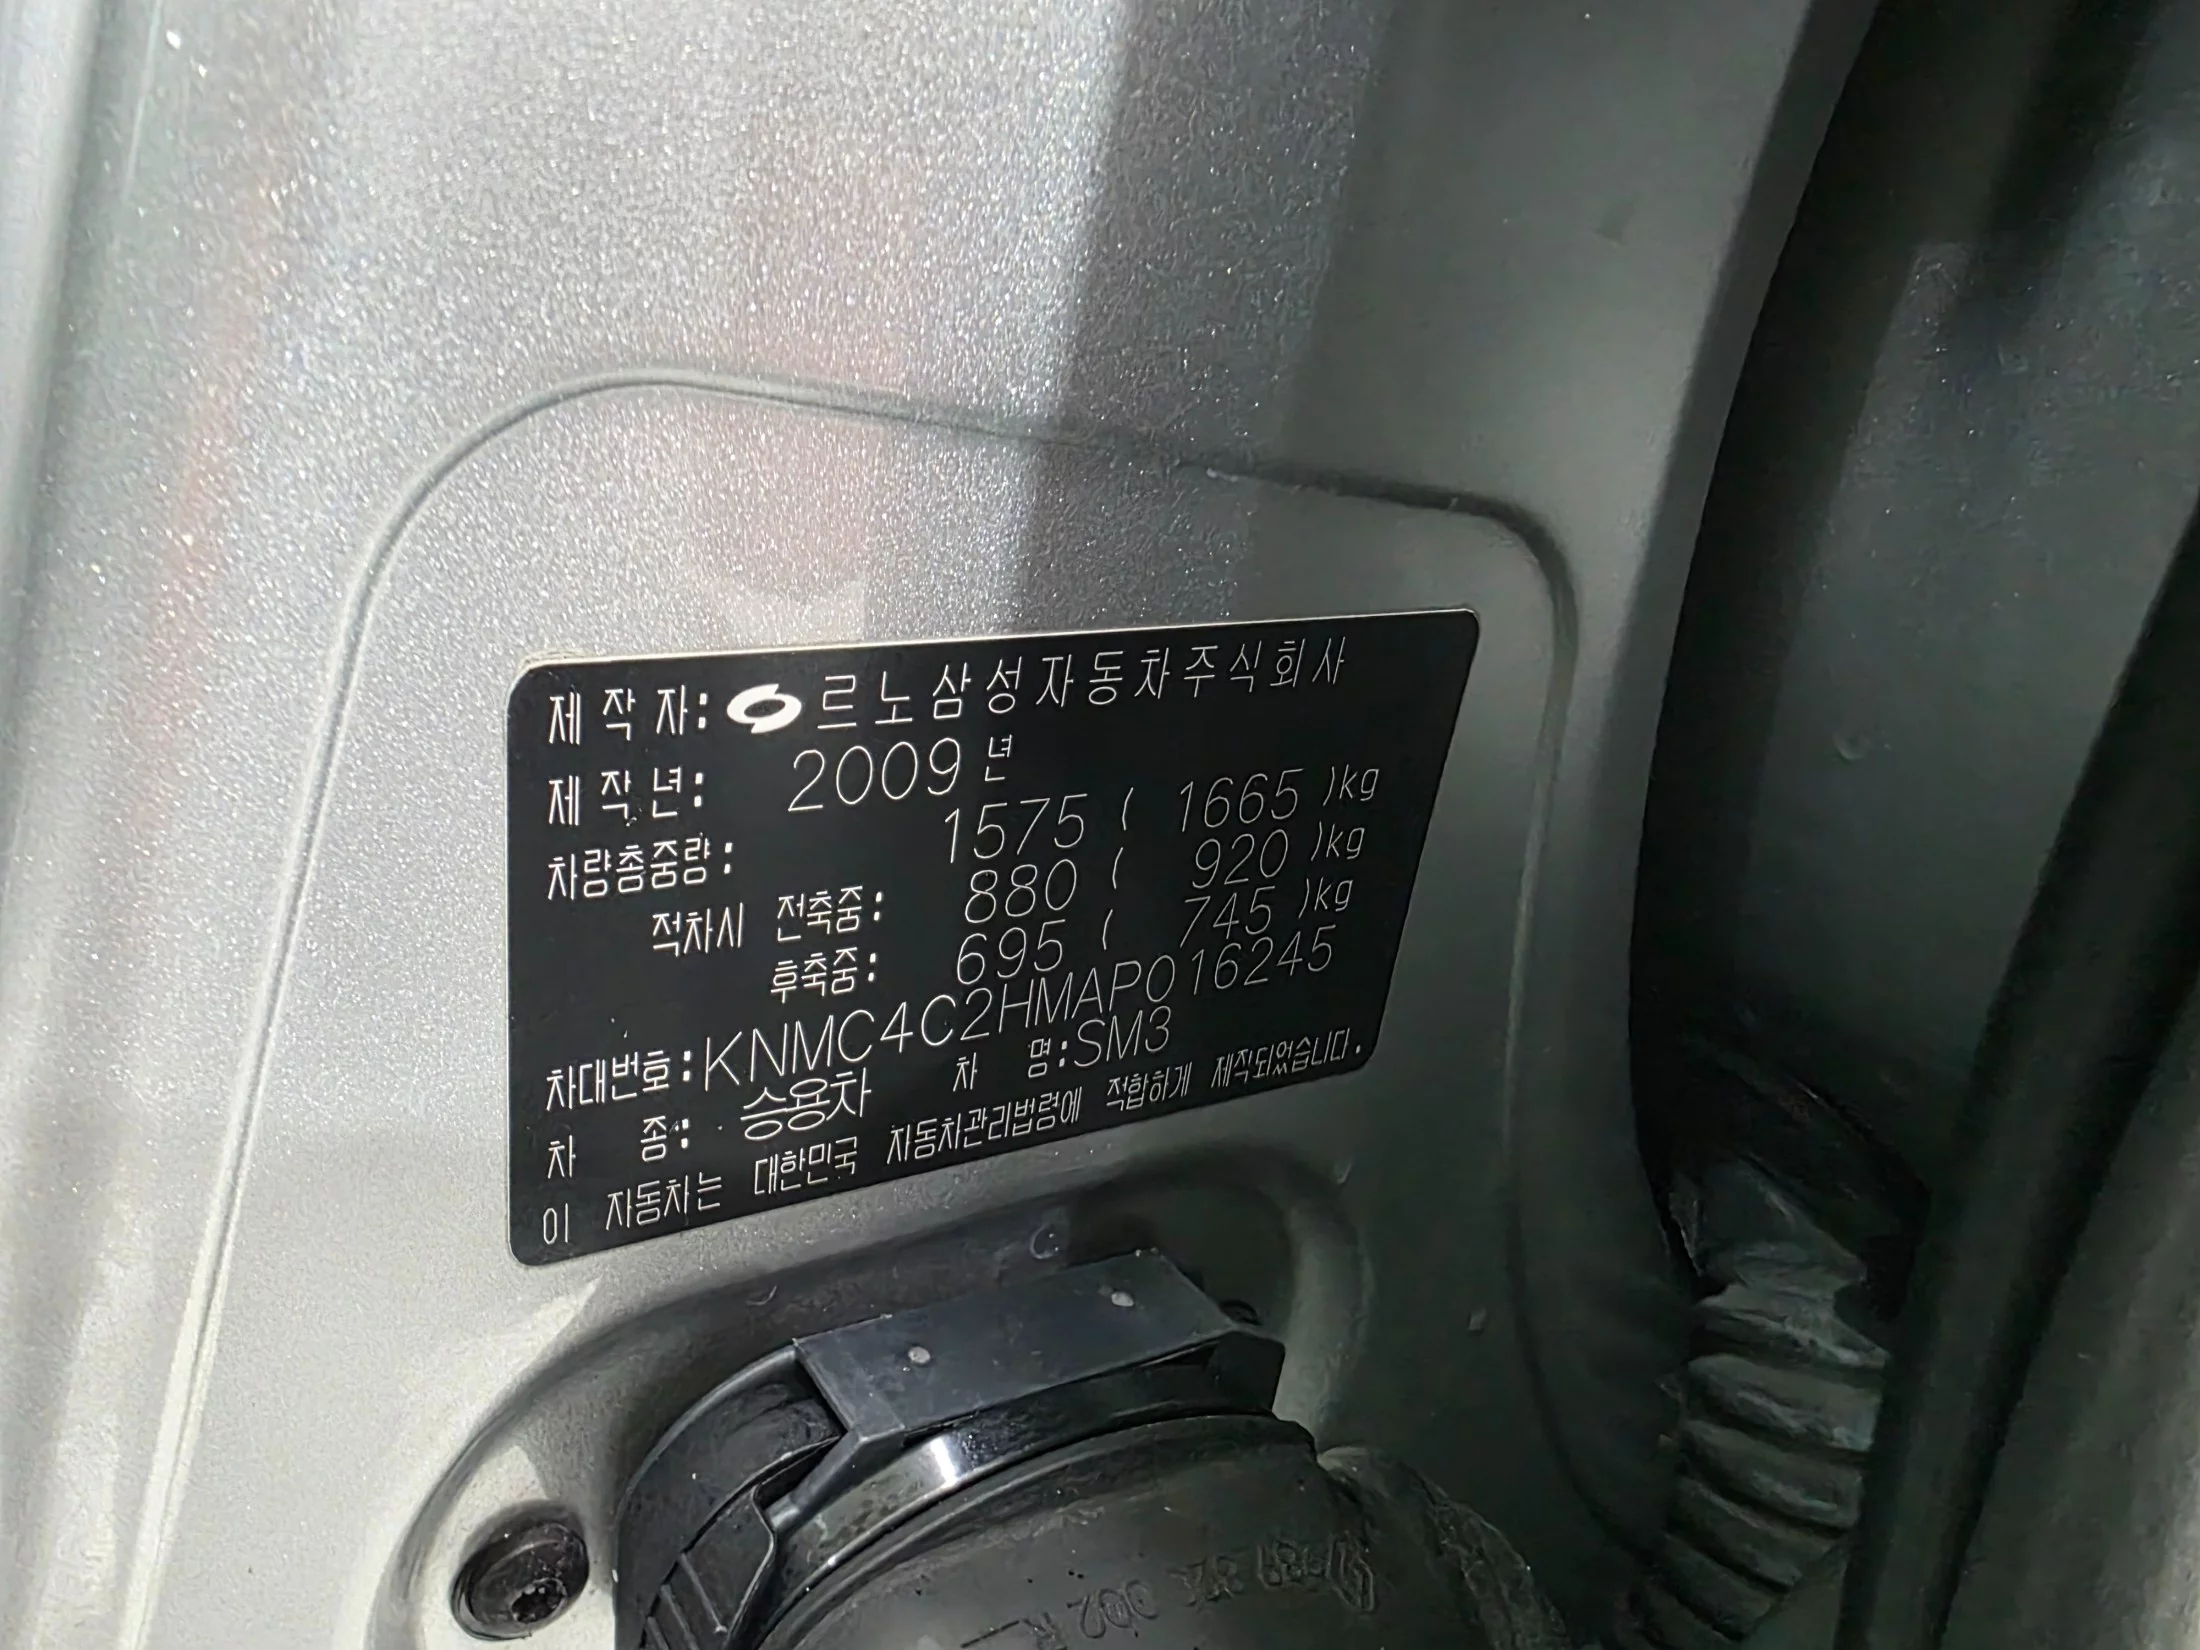 제 작 자: 르노삼성자동차주식회사
제 작 년: 2009 년
차량총중량: 1575 ( 1665 )kg
적차시 전축중: 880 ( 920 )kg
후축중: 695 ( 745 )kg
차대번호: KNMC4C2HMAP016245
차 종: 승용차 차 명: SM3
이 자동차는 대한민국 자동차관리법령에 적합하게 제작되었습니다.